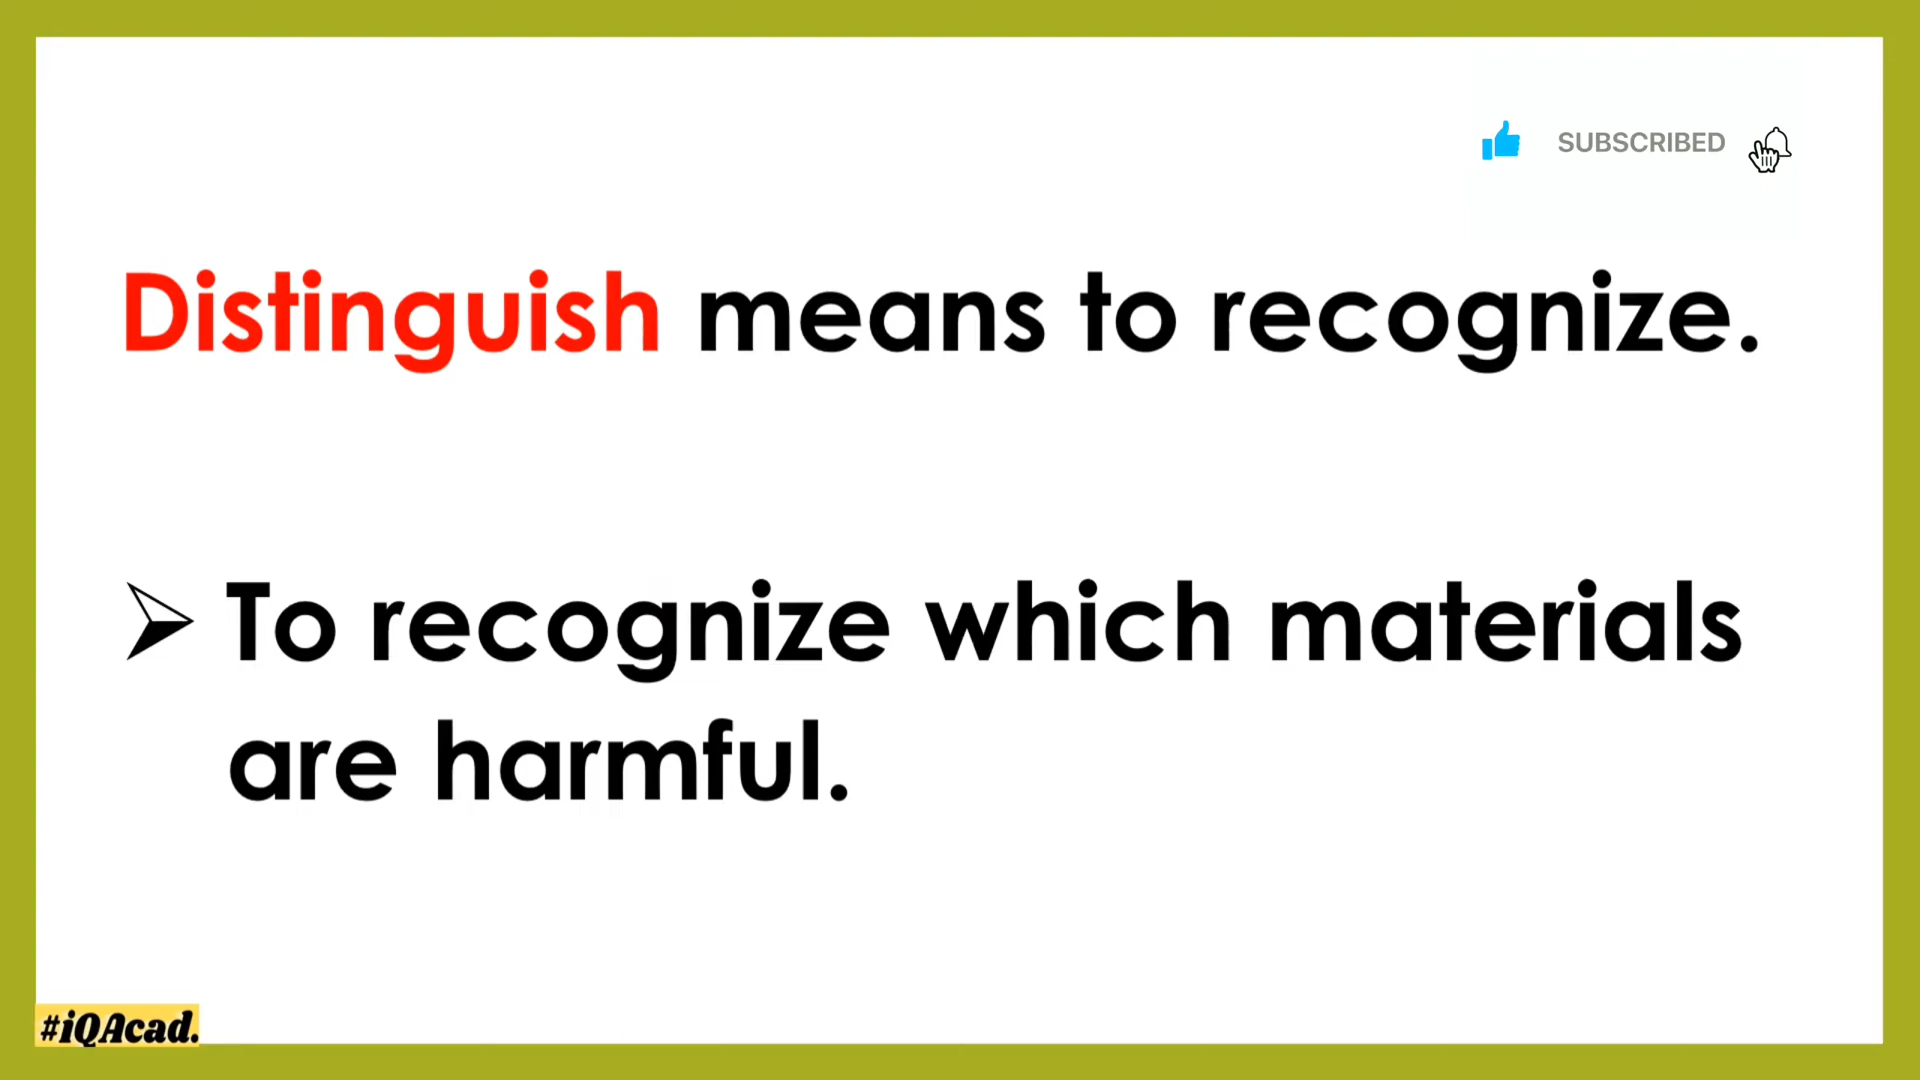 SUBSCRIBED
Distinguish means to recognize.
➢ To recognize which materials
are harmful.
#iQAcad.